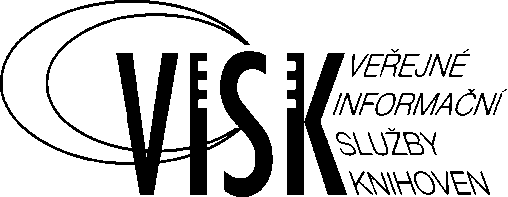 VISK
VEŘEJNÉ
INFORMAČNÍ
SLUŽBY
KNIHOVEN